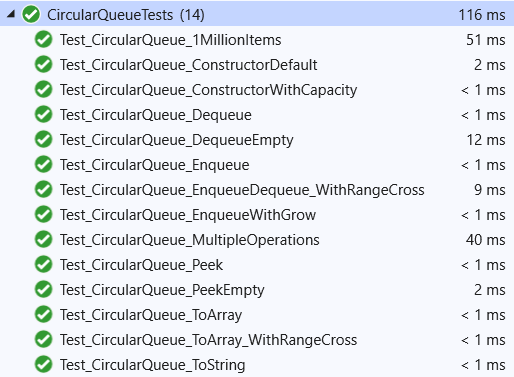 CircularQueueTests (14) 116 ms
Test_CircularQueue_1MillionItems 51 ms
Test_CircularQueue_ConstructorDefault 2 ms
Test_CircularQueue_ConstructorWithCapacity < 1 ms
Test_CircularQueue_Dequeue < 1 ms
Test_CircularQueue_DequeueEmpty 12 ms
Test_CircularQueue_Enqueue < 1 ms
Test_CircularQueue_EnqueueDequeue_WithRangeCross 9 ms
Test_CircularQueue_EnqueueWithGrow < 1 ms
Test_CircularQueue_MultipleOperations 40 ms
Test_CircularQueue_Peek < 1 ms
Test_CircularQueue_PeekEmpty 2 ms
Test_CircularQueue_ToArray < 1 ms
Test_CircularQueue_ToArray_WithRangeCross < 1 ms
Test_CircularQueue_ToString < 1 ms